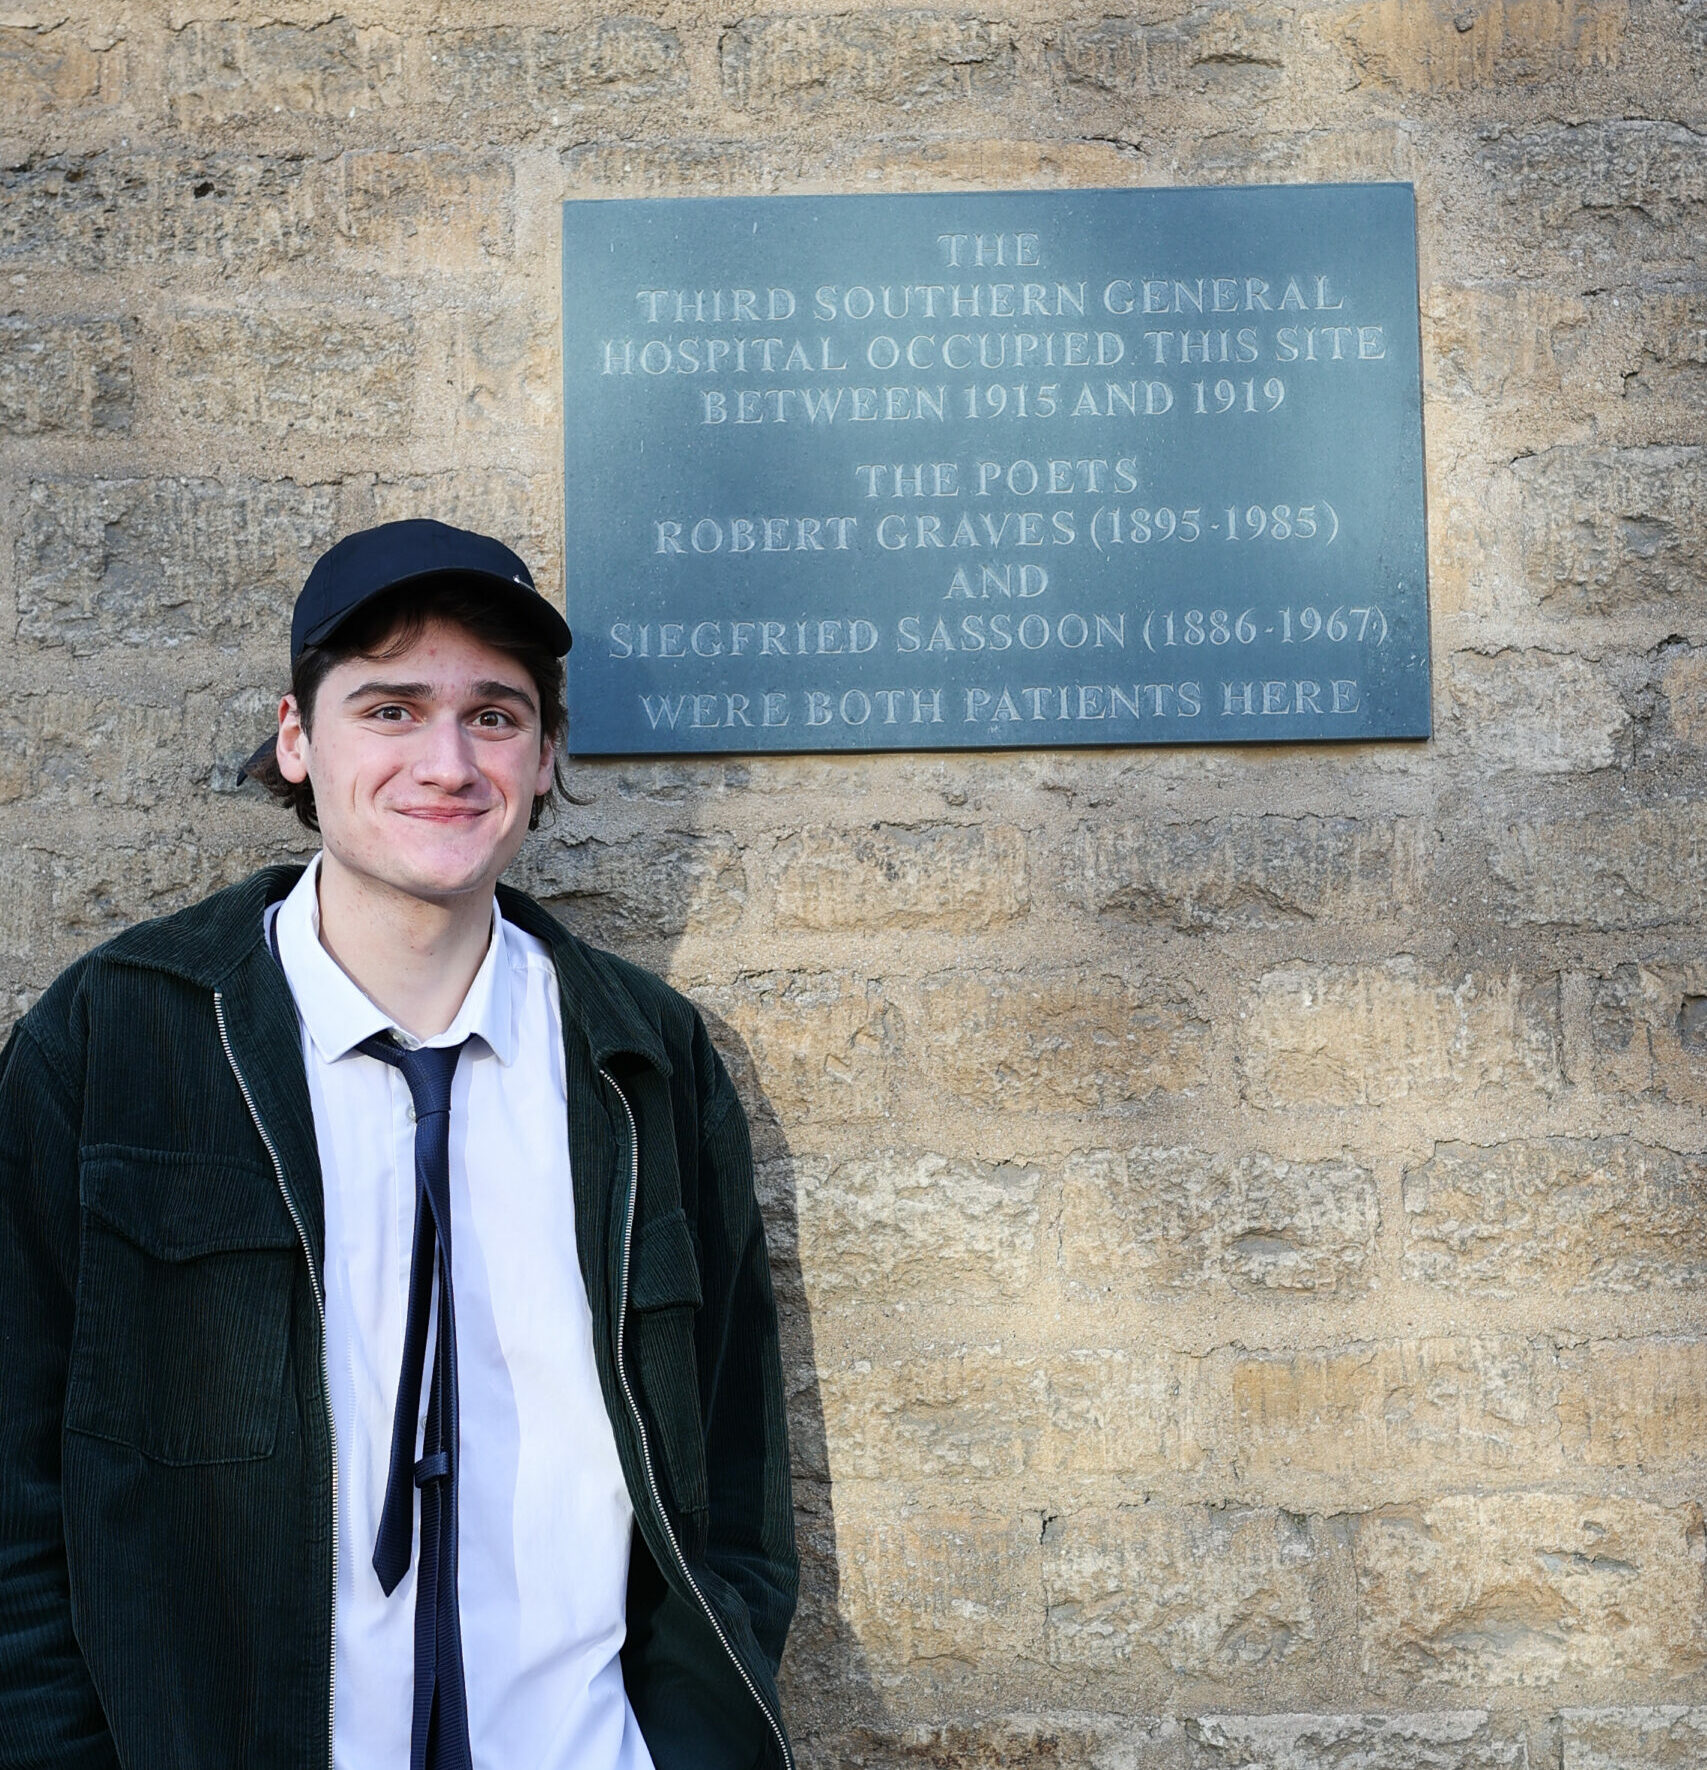 THE
THIRD SOUTHERN GENERAL
HOSPITAL OCCUPIED THIS SITE
BETWEEN 1915 AND 1919
THE POETS
ROBERT GRAVES (1895-1985)
AND
SIEGFRIED SASSOON (1886-1967)
WERE BOTH PATIENTS HERE